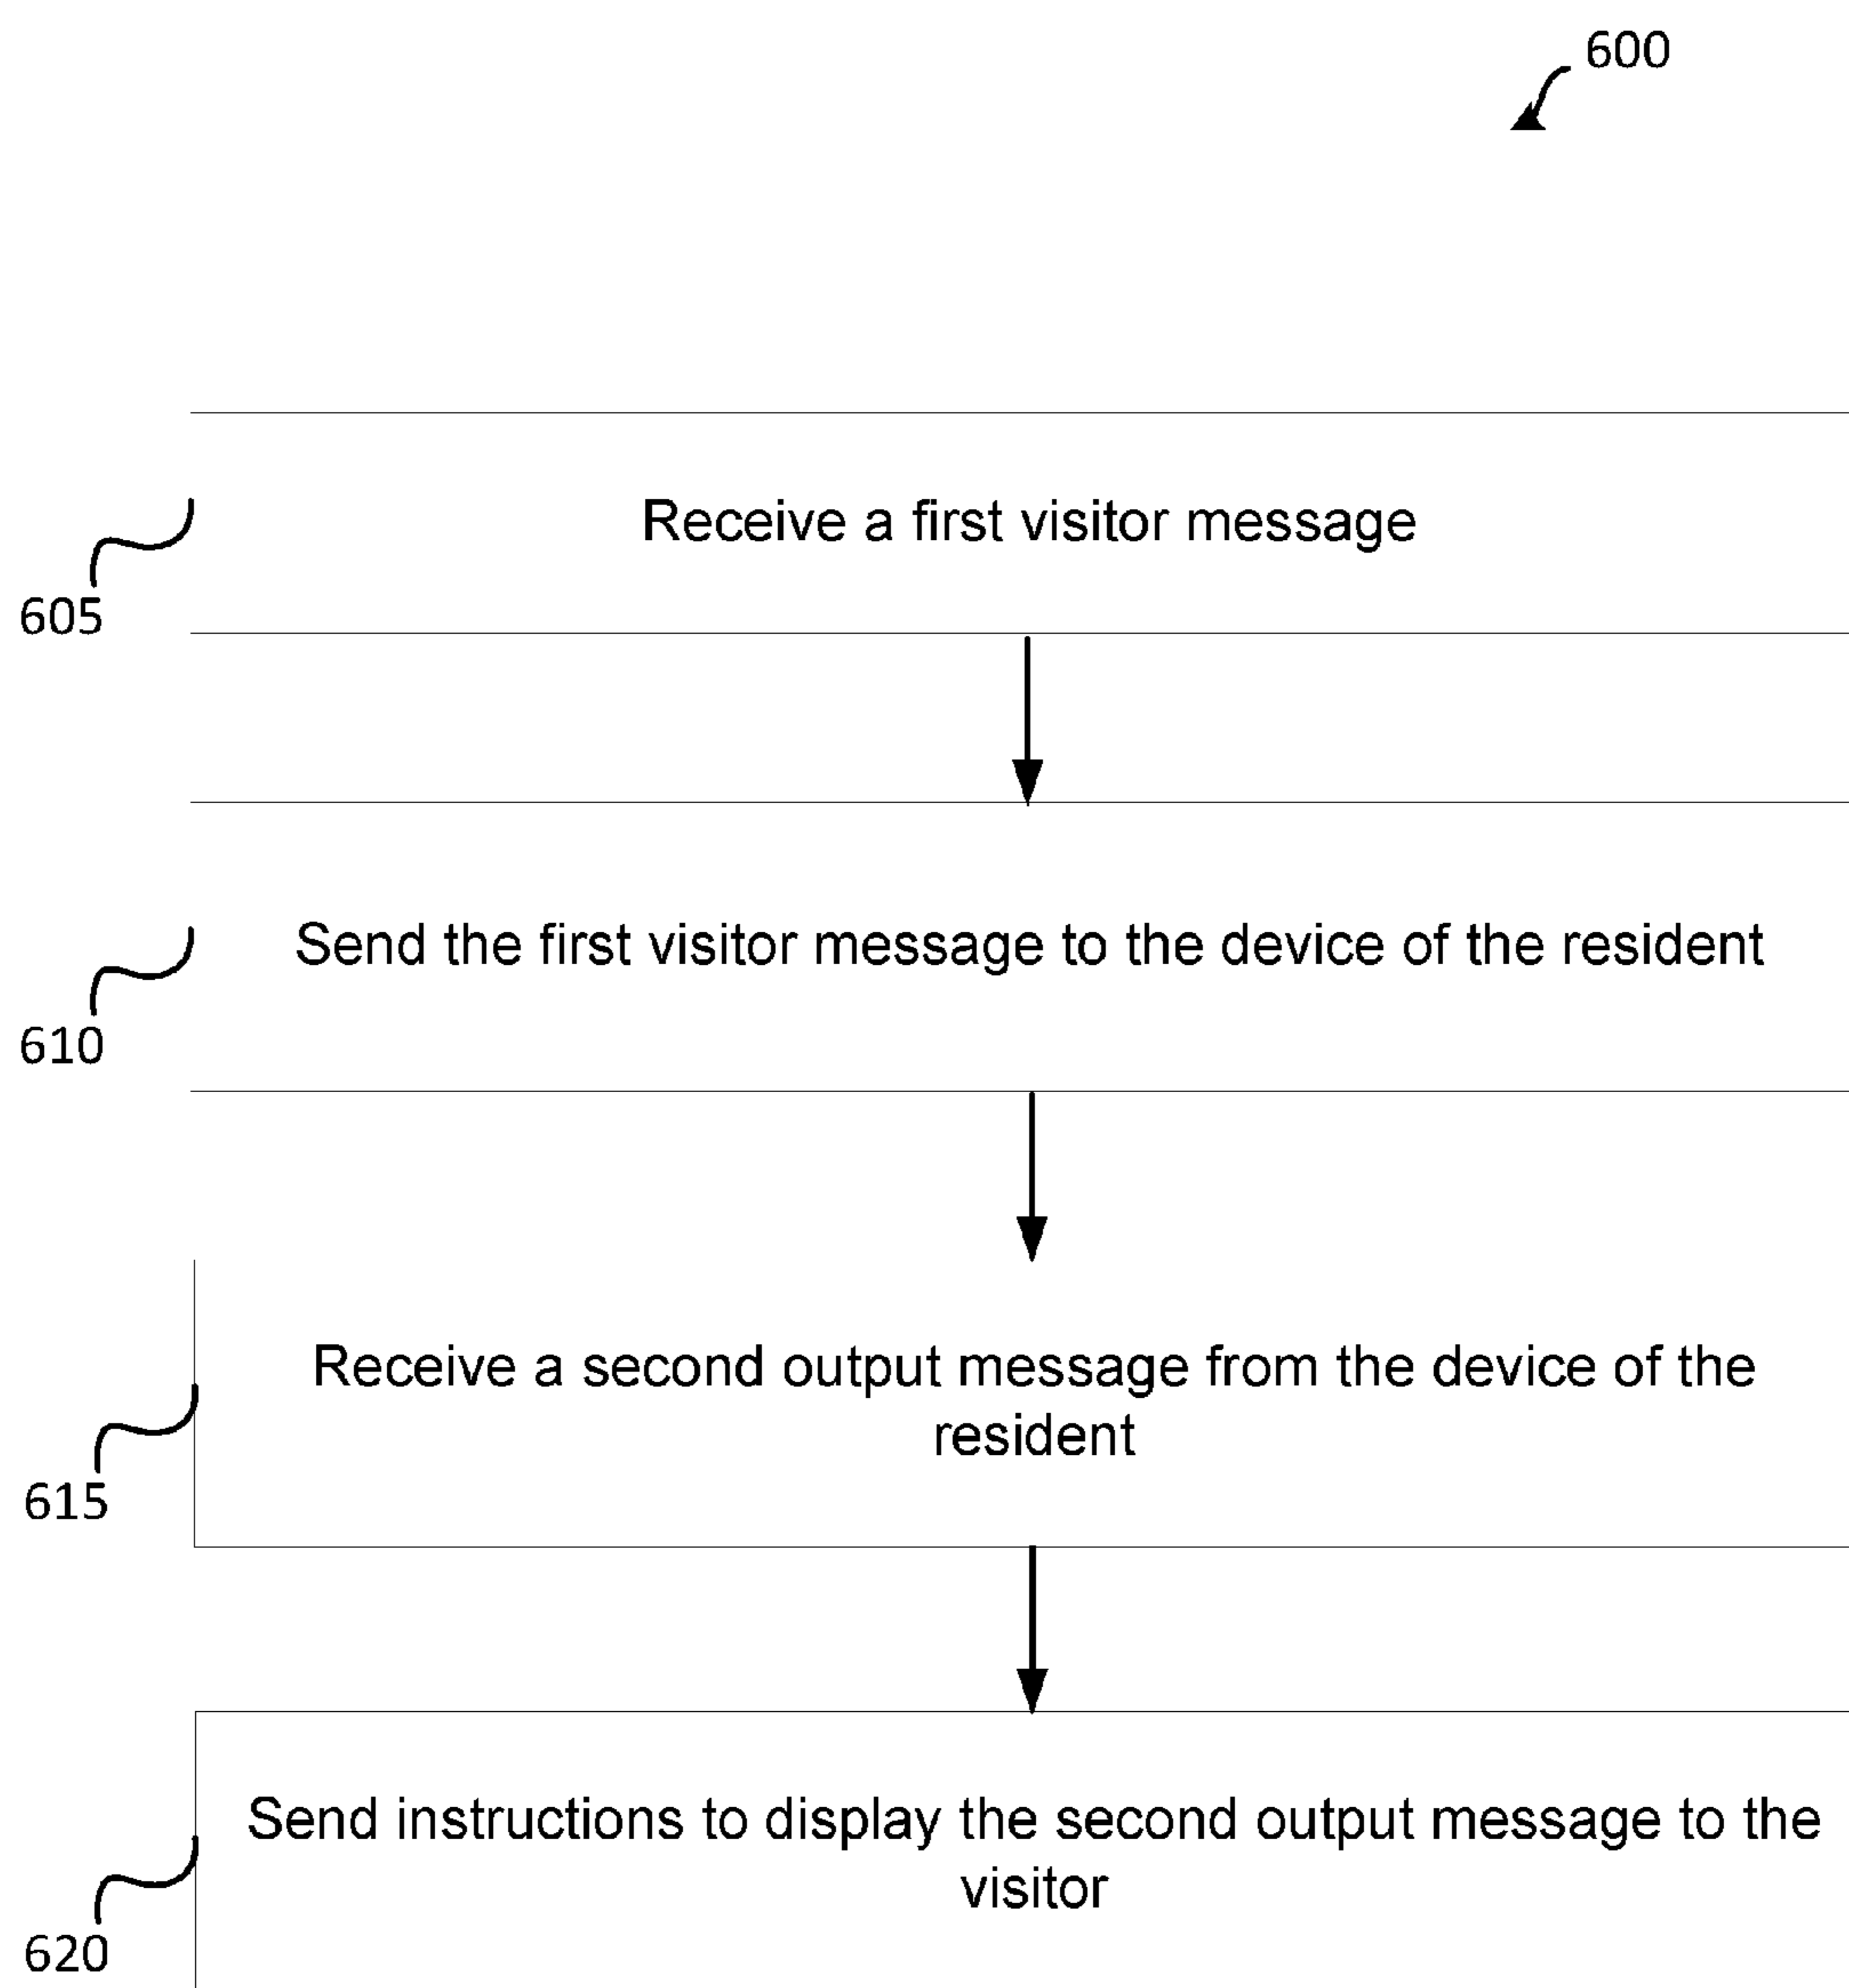 600
Receive a first visitor message
605
Send the first visitor message to the device of the resident
610
Receive a second output message from the device of the
resident
615
Send instructions to display the second output message to the
visitor
620